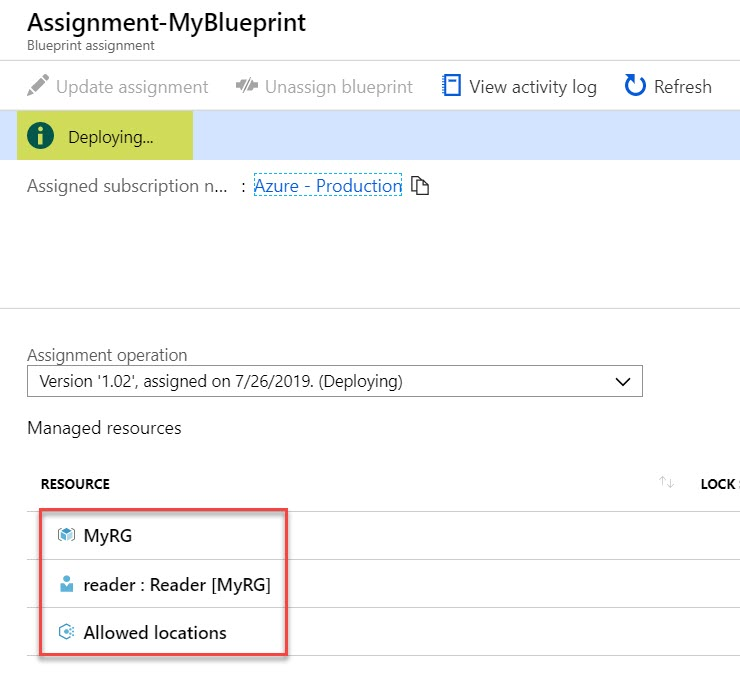 Assignment-MyBlueprint
Blueprint assignment
Update assignment Unassign blueprint View activity log Refresh
Deploying...
Assigned subscription n... : Azure - Production
Assignment operation
Version '1.02', assigned on 7/26/2019. (Deploying)
Managed resources
RESOURCE LOCK
MyRG
reader : Reader [MyRG]
Allowed locations